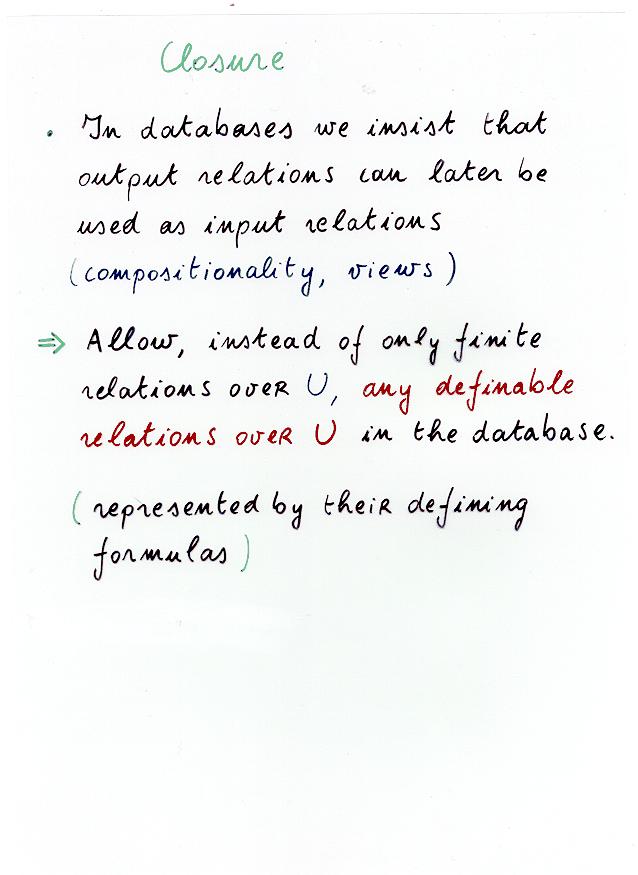 Closure
. In databases we insist that
output relations can later be
used as input relations
(compositionality, views)
⇒ Allow, instead of only finite
relations over U, any definable
relations over U in the database.
(represented by their defining
formulas)